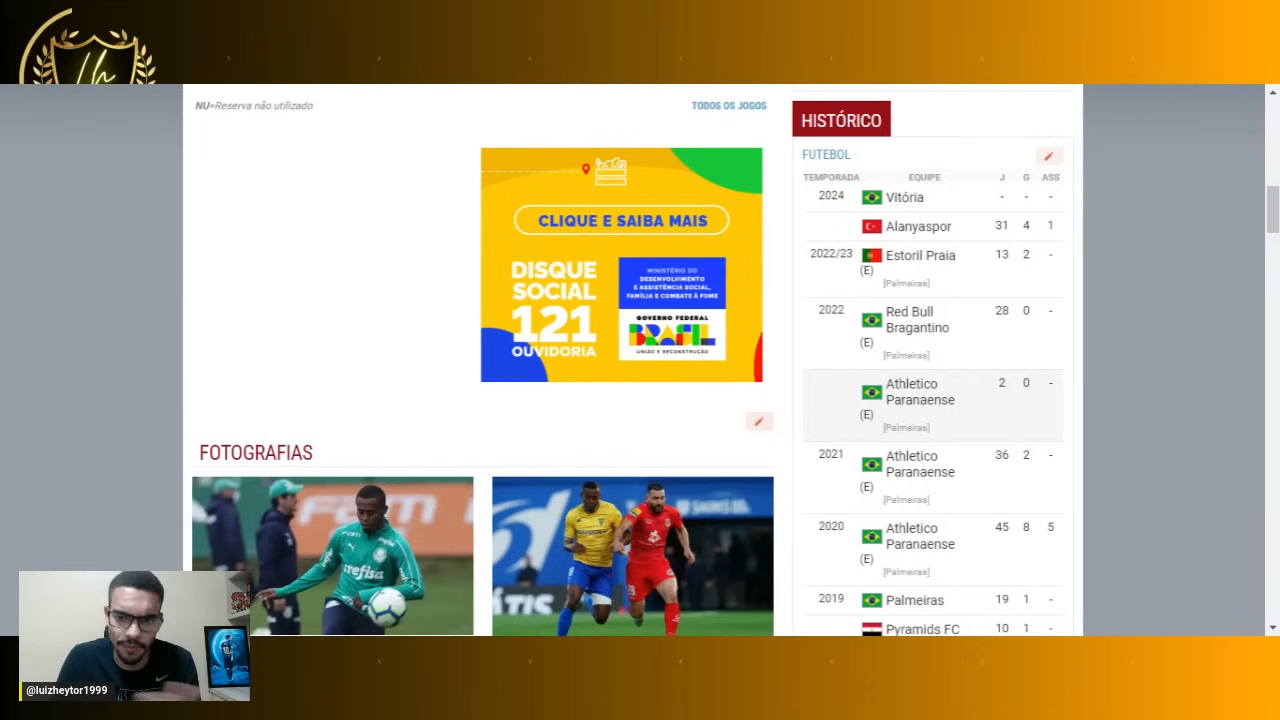 lh
NU=Reserva não utilizado
TODOS OS JOGOS
CLIQUE E SAIBA MAIS
DISQUE
SOCIAL
121
OUVIDORIA
MINISTÉRIO DO
DESENVOLVIMENTO
E ASSISTÊNCIA SOCIAL,
FAMÍLIA E COMBATE À FOME
GOVERNO FEDERAL
BRASIL
UNIÃO E RECONSTRUÇÃO
FOTOGRAFIAS
FAM
FAM
crefisa
HISTÓRICO
FUTEBOL
TEMPORADA EQUIPE J G ASS
2024 Vitória - - -
Alanyaspor 31 4 1
2022/23 Estoril Praia 13 2 -
(E)
[Palmeiras]
2022 Red Bull 28 0 -
Bragantino
(E)
[Palmeiras]
Athletico 2 0 -
Paranaense
(E)
[Palmeiras]
2021 Athletico 36 2 -
Paranaense
(E)
[Palmeiras]
2020 Athletico 45 8 5
Paranaense
(E)
[Palmeiras]
2019 Palmeiras 19 1 -
Pyramids FC 10 1 -
@luizheytor1999